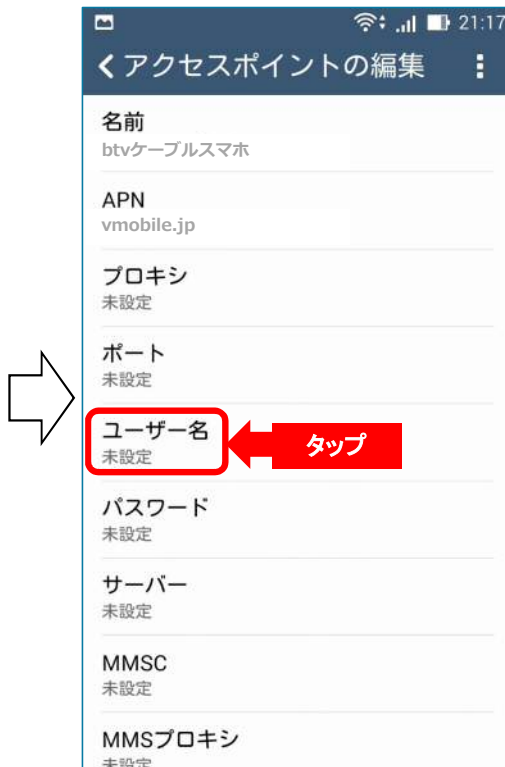 21:17
アクセスポイントの編集
名前
btvケーブルスマホ
APN
vmobile.jp
プロキシ
未設定
ポート
未設定
ユーザー名
未設定
タップ
パスワード
未設定
サーバー
未設定
MMSC
未設定
MMSプロキシ
未設定